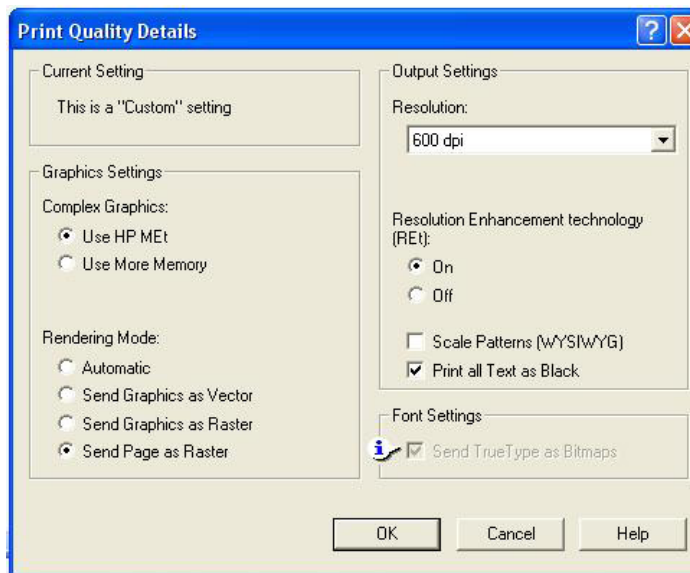 Print Quality Details
Current Setting
This is a "Custom" setting
Graphics Settings
Complex Graphics:
Use HP MEt
Use More Memory
Rendering Mode:
Automatic
Send Graphics as Vector
Send Graphics as Raster
Send Page as Raster
Output Settings
Resolution:
600 dpi
Resolution Enhancement technology
(REt):
On
Off
Scale Patterns (WYSIWYG)
Print all Text as Black
Font Settings
Send TrueType as Bitmaps
OK
Cancel
Help